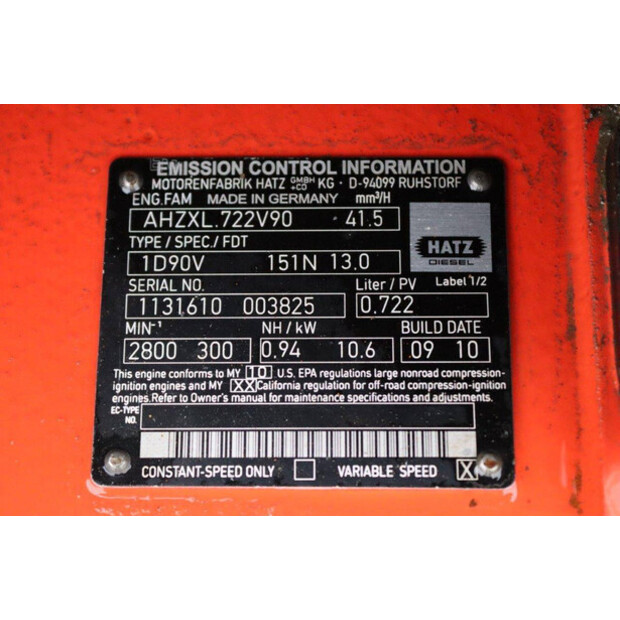 EMISSION CONTROL INFORMATION
MOTORENFABRIK HATZ GMBH +CO KG · D-94099 RUHSTORF
ENG.FAM MADE IN GERMANY mm³/H
AHZXL.722V90 41.5
HATZ
DIESEL
TYPE / SPEC./ FDT
1D90V 151N 13.0
SERIAL NO. Liter / PV Label 1/2
1131610 003825 0.722
MIN-¹ NH / kW BUILD DATE
2800 300 0.94 10.6 09 10
This engine conforms to MY 10 U.S. EPA regulations large nonroad compression-
ignition engines and MY XX California regulation for off-road compression-ignition
engines.Refer to Owner's manual for maintenance specifications and adjustments.
EC-TYPE
NO.
CONSTANT-SPEED ONLY VARIABLE SPEED X